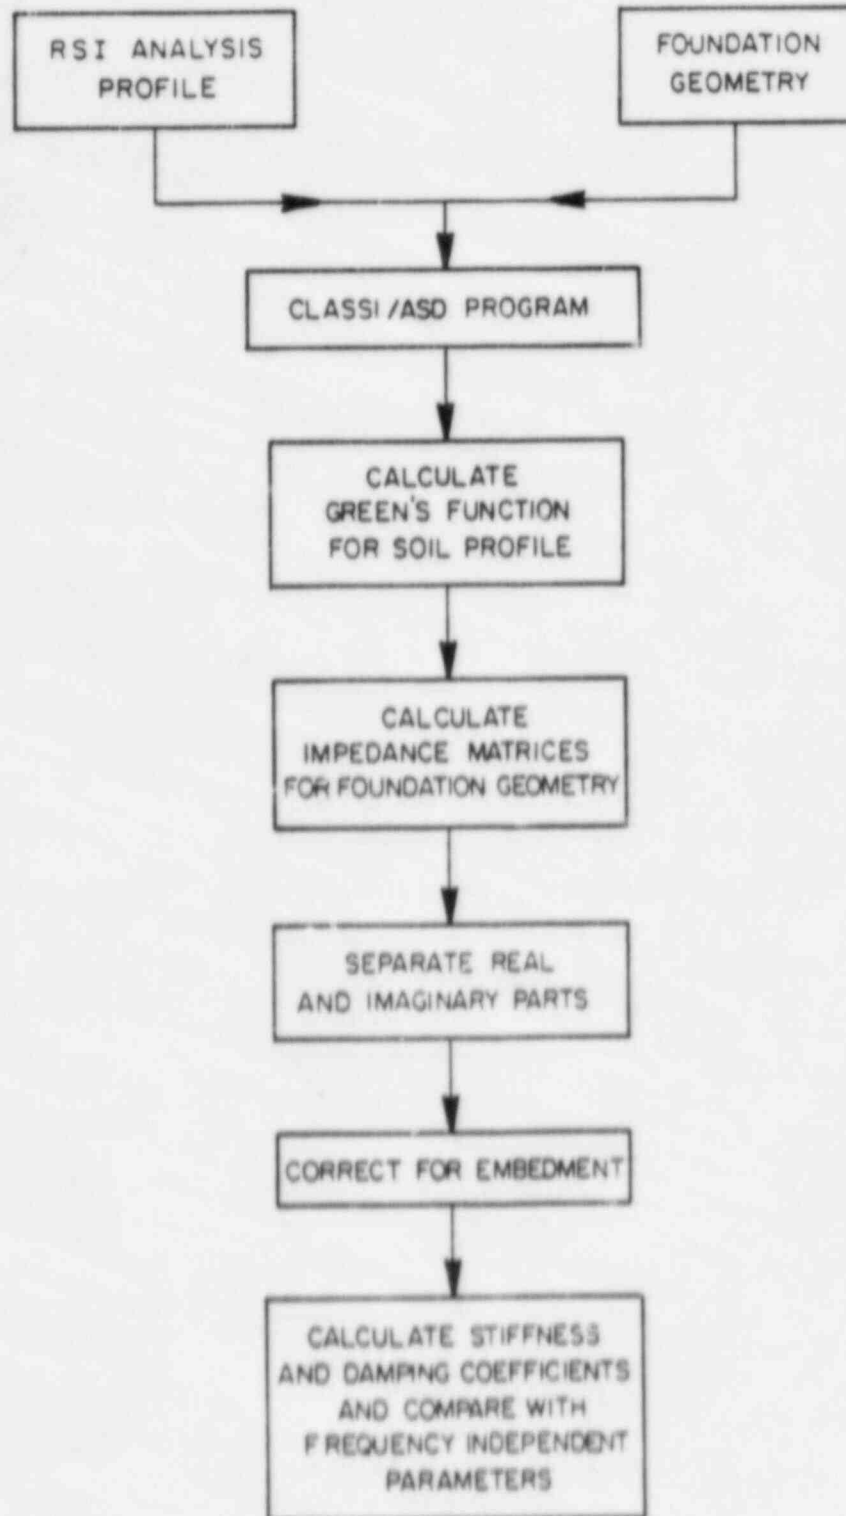 RSI ANALYSIS
PROFILE
FOUNDATION
GEOMETRY
CLASSI/ASD PROGRAM
CALCULATE
GREEN'S FUNCTION
FOR SOIL PROFILE
CALCULATE
IMPEDANCE MATRICES
FOR FOUNDATION GEOMETRY
SEPARATE REAL
AND IMAGINARY PARTS
CORRECT FOR EMBEDMENT
CALCULATE STIFFNESS
AND DAMPING COEFFICIENTS
AND COMPARE WITH
FREQUENCY INDEPENDENT
PARAMETERS